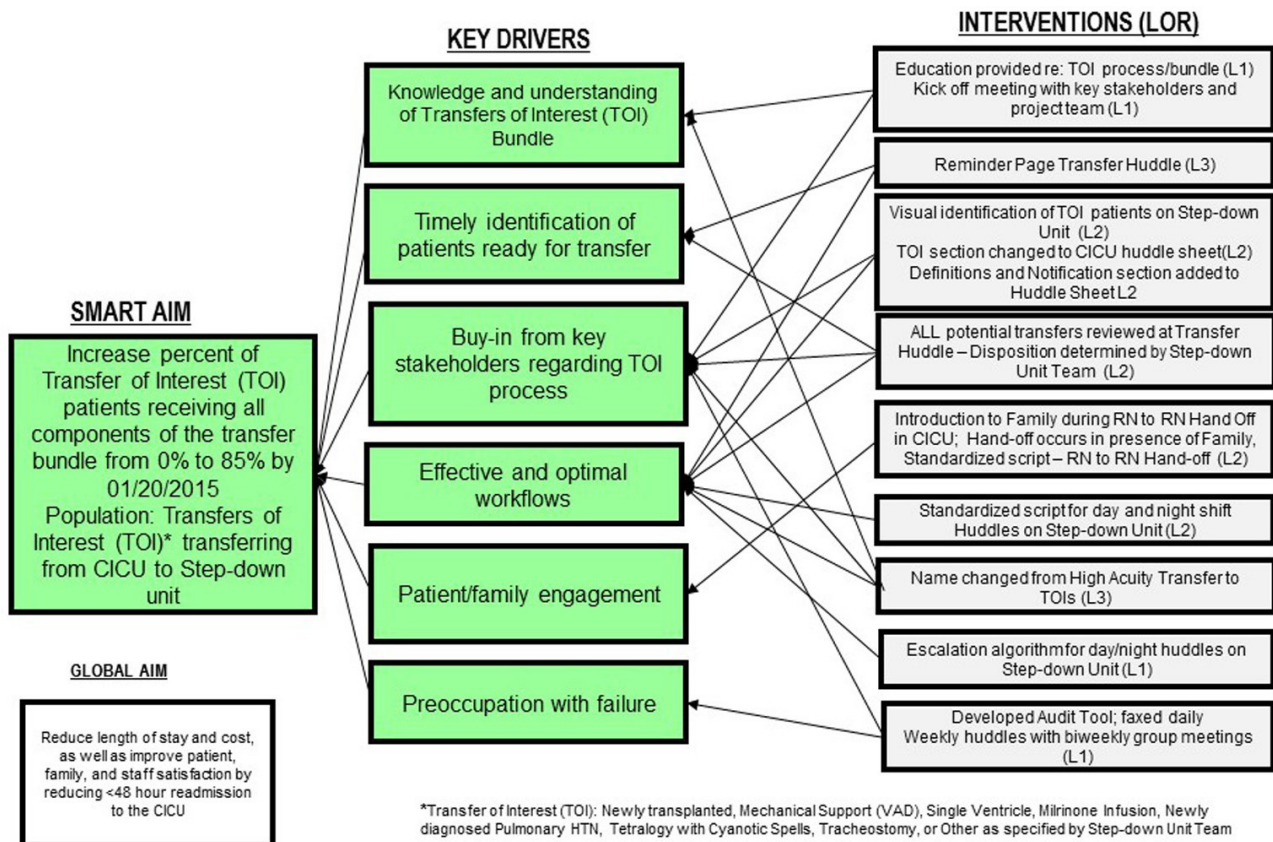 SMART AIM
Increase percent of
Transfer of Interest (TOI)
patients receiving all
components of the transfer
bundle from 0% to 85% by
01/20/2015
Population: Transfers of
Interest (TOI)* transferring
from CICU to Step-down
unit
GLOBAL AIM
Reduce length of stay and cost,
as well as improve patient,
family, and staff satisfaction by
reducing <48 hour readmission
to the CICU
KEY DRIVERS
Knowledge and understanding
of Transfers of Interest (TOI)
Bundle
Timely identification of
patients ready for transfer
Buy-in from key
stakeholders regarding TOI
process
Effective and optimal
workflows
Patient/family engagement
Preoccupation with failure
INTERVENTIONS (LOR)
Education provided re: TOI process/bundle (L1)
Kick off meeting with key stakeholders and
project team (L1)
Reminder Page Transfer Huddle (L3)
Visual identification of TOI patients on Step-down
Unit (L2)
TOI section changed to CICU huddle sheet(L2)
Definitions and Notification section added to
Huddle Sheet L2
ALL potential transfers reviewed at Transfer
Huddle – Disposition determined by Step-down
Unit Team (L2)
Introduction to Family during RN to RN Hand Off
in CICU; Hand-off occurs in presence of Family,
Standardized script – RN to RN Hand-off (L2)
Standardized script for day and night shift
Huddles on Step-down Unit (L2)
Name changed from High Acuity Transfer to
TOIs (L3)
Escalation algorithm for day/night huddles on
Step-down Unit (L1)
Developed Audit Tool; faxed daily
Weekly huddles with biweekly group meetings
(L1)
*Transfer of Interest (TOI): Newly transplanted, Mechanical Support (VAD), Single Ventricle, Milrinone Infusion, Newly
diagnosed Pulmonary HTN, Tetralogy with Cyanotic Spells, Tracheostomy, or Other as specified by Step-down Unit Team